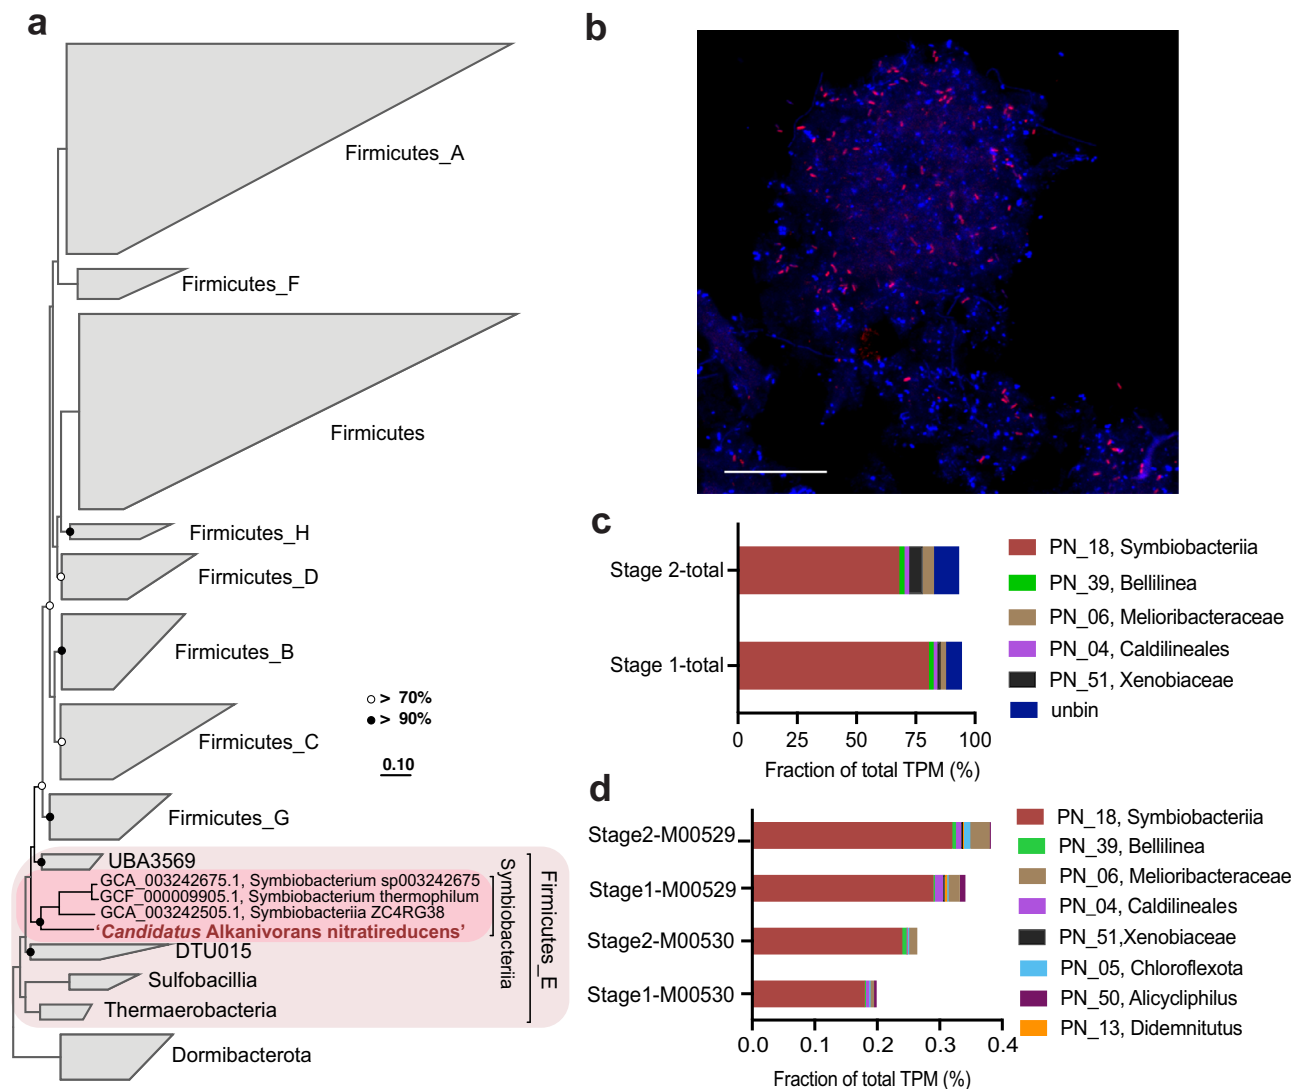 a
Firmicutes_A
Firmicutes_F
Firmicutes
Firmicutes_H
Firmicutes_D
Firmicutes_B
Firmicutes_C
> 70%
> 90%
0.10
Firmicutes_G
UBA3569
GCA_003242675.1, Symbiobacterium sp003242675
GCF_000009905.1, Symbiobacterium thermophilum
GCA_003242505.1, Symbiobacteriia ZC4RG38
‘Candidatus Alkanivorans nitratireducens’
Symbiobacteriia
Firmicutes_E
DTU015
Sulfobacillia
Thermaerobacteria
Dormibacterota
b
c
Stage 2-total
Stage 1-total
0 25 50 75 100
Fraction of total TPM (%)
PN_18, Symbiobacteriia
PN_39, Bellilinea
PN_06, Melioribacteraceae
PN_04, Caldilineales
PN_51, Xenobiaceae
unbin
d
Stage2-M00529
Stage1-M00529
Stage2-M00530
Stage1-M00530
0.0 0.1 0.2 0.3 0.4
Fraction of total TPM (%)
PN_18, Symbiobacteriia
PN_39, Bellilinea
PN_06, Melioribacteraceae
PN_04, Caldilineales
PN_51,Xenobiaceae
PN_05, Chloroflexota
PN_50, Alicycliphilus
PN_13, Didemnitutus